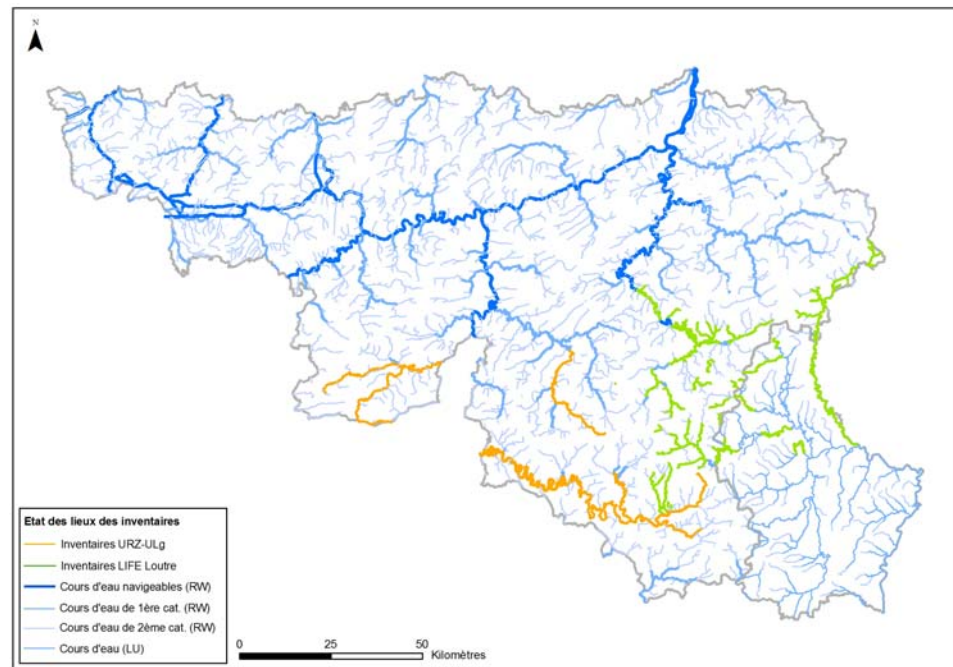 N
Etat des lieux des inventaires
Inventaires URZ-ULg
Inventaires LIFE Loutre
Cours d'eau navigeables (RW)
Cours d'eau de 1ère cat. (RW)
Cours d'eau de 2ème cat. (RW)
Cours d'eau (LU)
0 25 50
Kilomètres